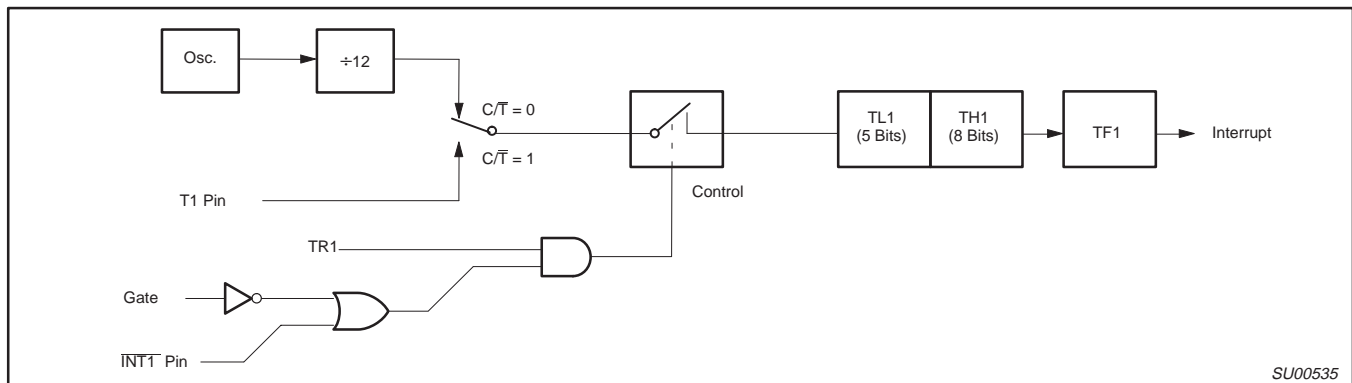 Osc.
÷12
C/T̅ = 0
C/T̅ = 1
T1 Pin
TL1
(5 Bits)
TH1
(8 Bits)
TF1
Interrupt
Control
TR1
Gate
I̅N̅T̅1̅ Pin
SU00535